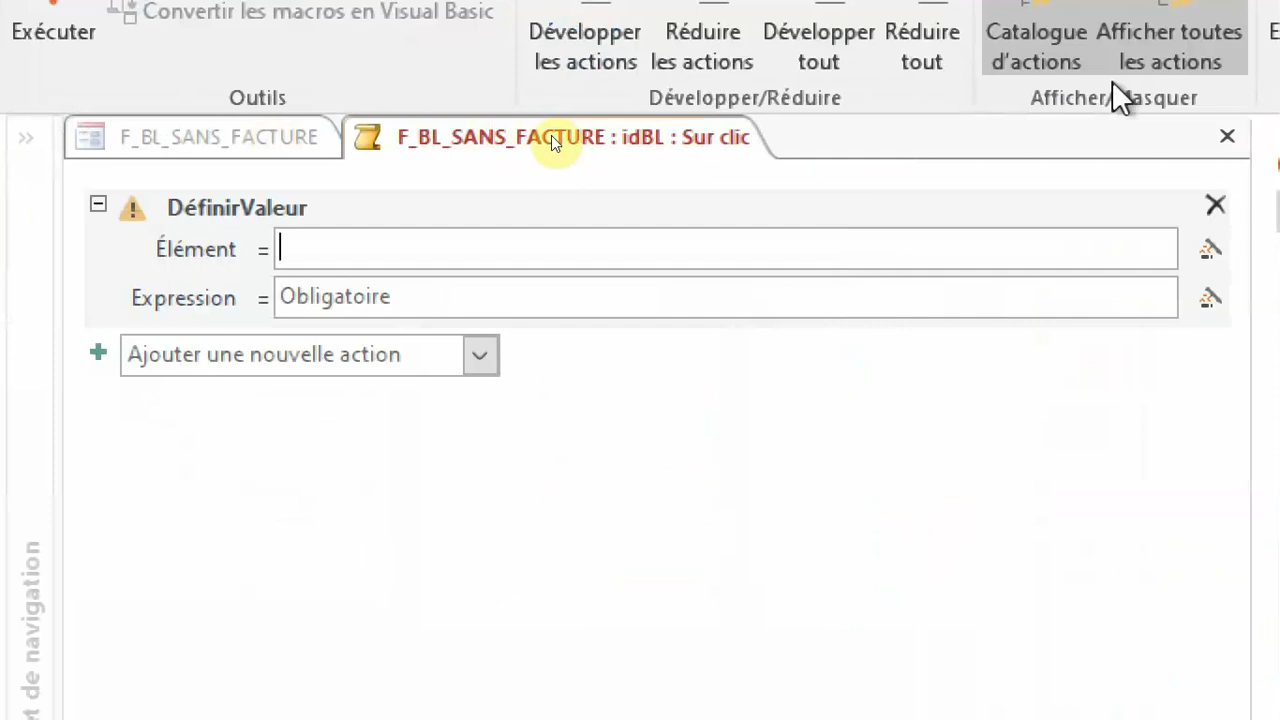 Convertir les macros en Visual Basic
Exécuter
Développer les actions
Réduire les actions
Développer tout
Réduire tout
Catalogue d'actions
Afficher toutes les actions
Outils
Développer/Réduire
Afficher/Masquer
F_BL_SANS_FACTURE
F_BL_SANS_FACTURE : idBL : Sur clic
DéfinirValeur
Élément =
Expression = Obligatoire
Ajouter une nouvelle action
de navigation